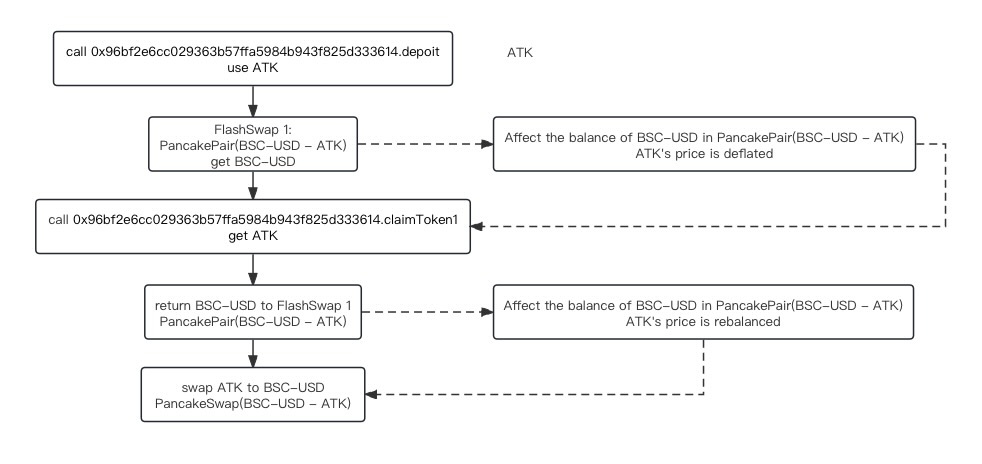 call 0x96bf2e6cc029363b57ffa5984b943f825d333614.depoit
use ATK
ATK
FlashSwap 1:
PancakePair(BSC-USD - ATK)
get BSC-USD
Affect the balance of BSC-USD in PancakePair(BSC-USD - ATK)
ATK's price is deflated
call 0x96bf2e6cc029363b57ffa5984b943f825d333614.claimToken1
get ATK
return BSC-USD to FlashSwap 1
PancakePair(BSC-USD - ATK)
Affect the balance of BSC-USD in PancakePair(BSC-USD - ATK)
ATK's price is rebalanced
swap ATK to BSC-USD
PancakeSwap(BSC-USD - ATK)